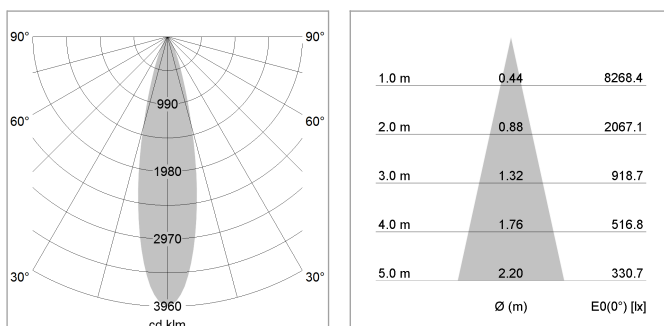 90° 90°
990
60° 60°
1980
2970
30° 30°
3960
cd klm
1.0 m 0.44 8268.4
2.0 m 0.88 2067.1
3.0 m 1.32 918.7
4.0 m 1.76 516.8
5.0 m 2.20 330.7
Ø (m) E0(0°) [lx]